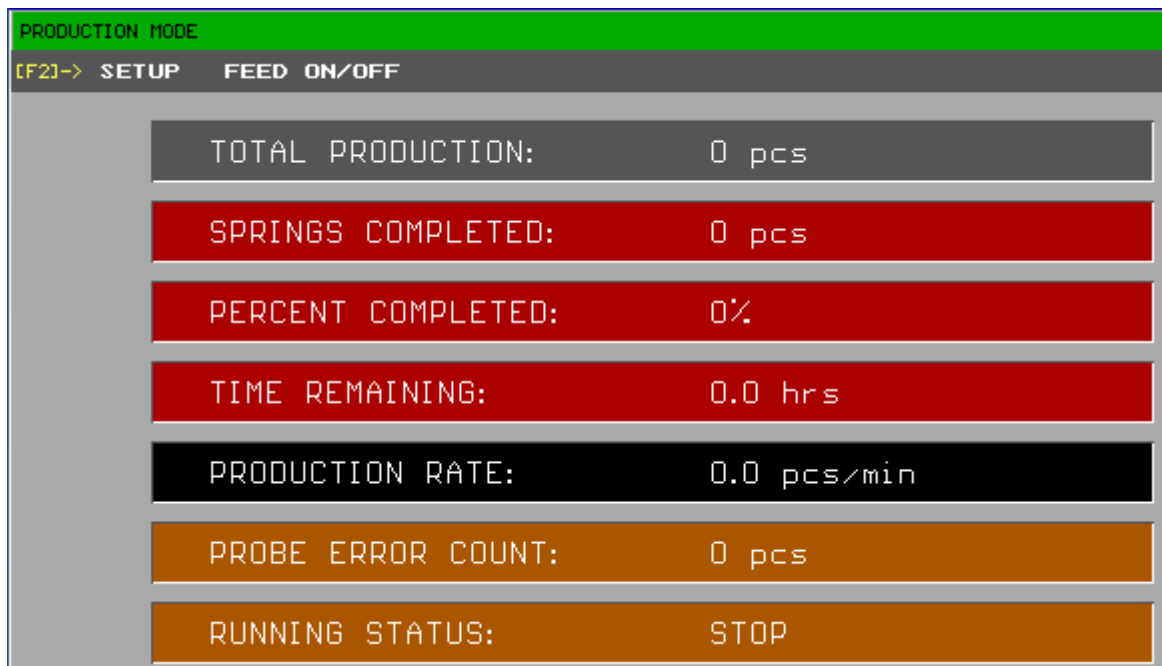 PRODUCTION MODE
[F2]-> SETUP FEED ON/OFF
TOTAL PRODUCTION: 0 pcs
SPRINGS COMPLETED: 0 pcs
PERCENT COMPLETED: 0%
TIME REMAINING: 0.0 hrs
PRODUCTION RATE: 0.0 pcs/min
PROBE ERROR COUNT: 0 pcs
RUNNING STATUS: STOP